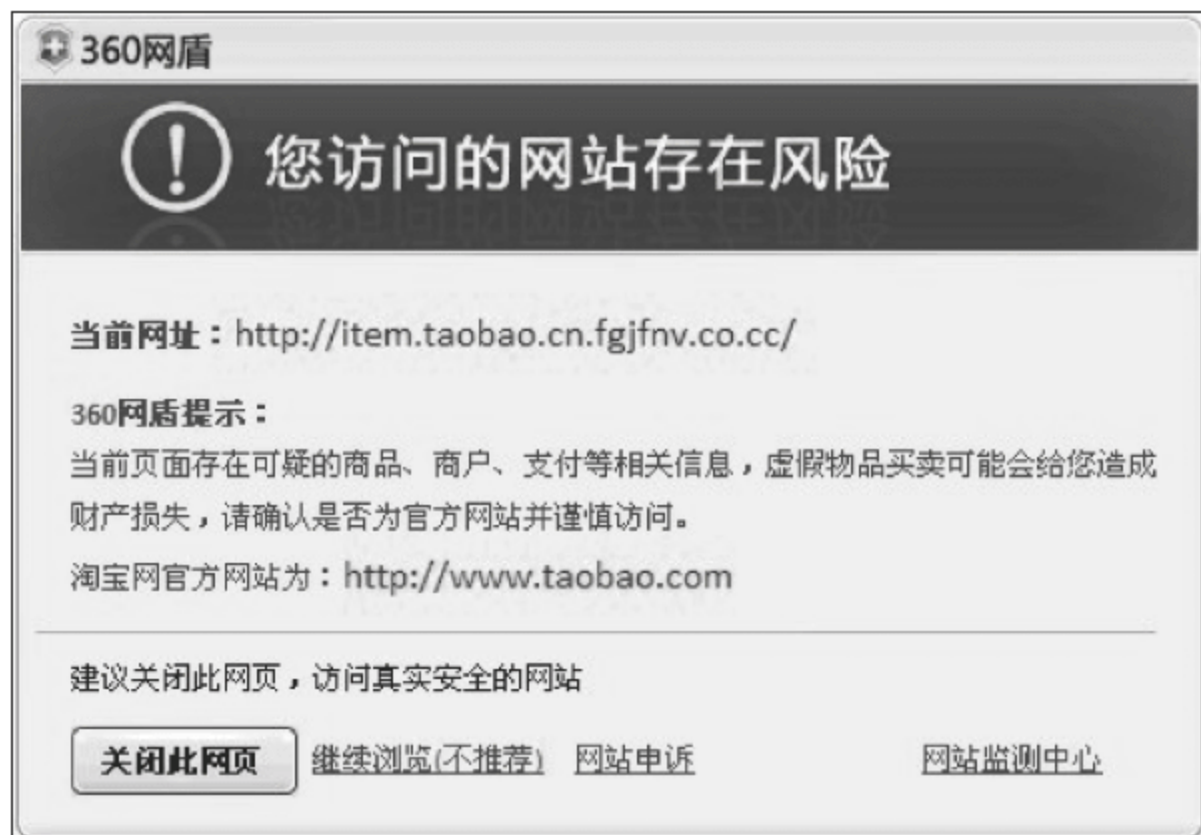 360网盾
您访问的网站存在风险
当前网址：http://item.taobao.cn.fgjfnv.co.cc/
360网盾提示：
当前页面存在可疑的商品、商户、支付等相关信息，虚假物品买卖可能会给您造成
财产损失，请确认是否为官方网站并谨慎访问。
淘宝网官方网站为：http://www.taobao.com
建议关闭此网页，访问真实安全的网站
关闭此网页 继续浏览(不推荐) 网站申诉 网站监测中心